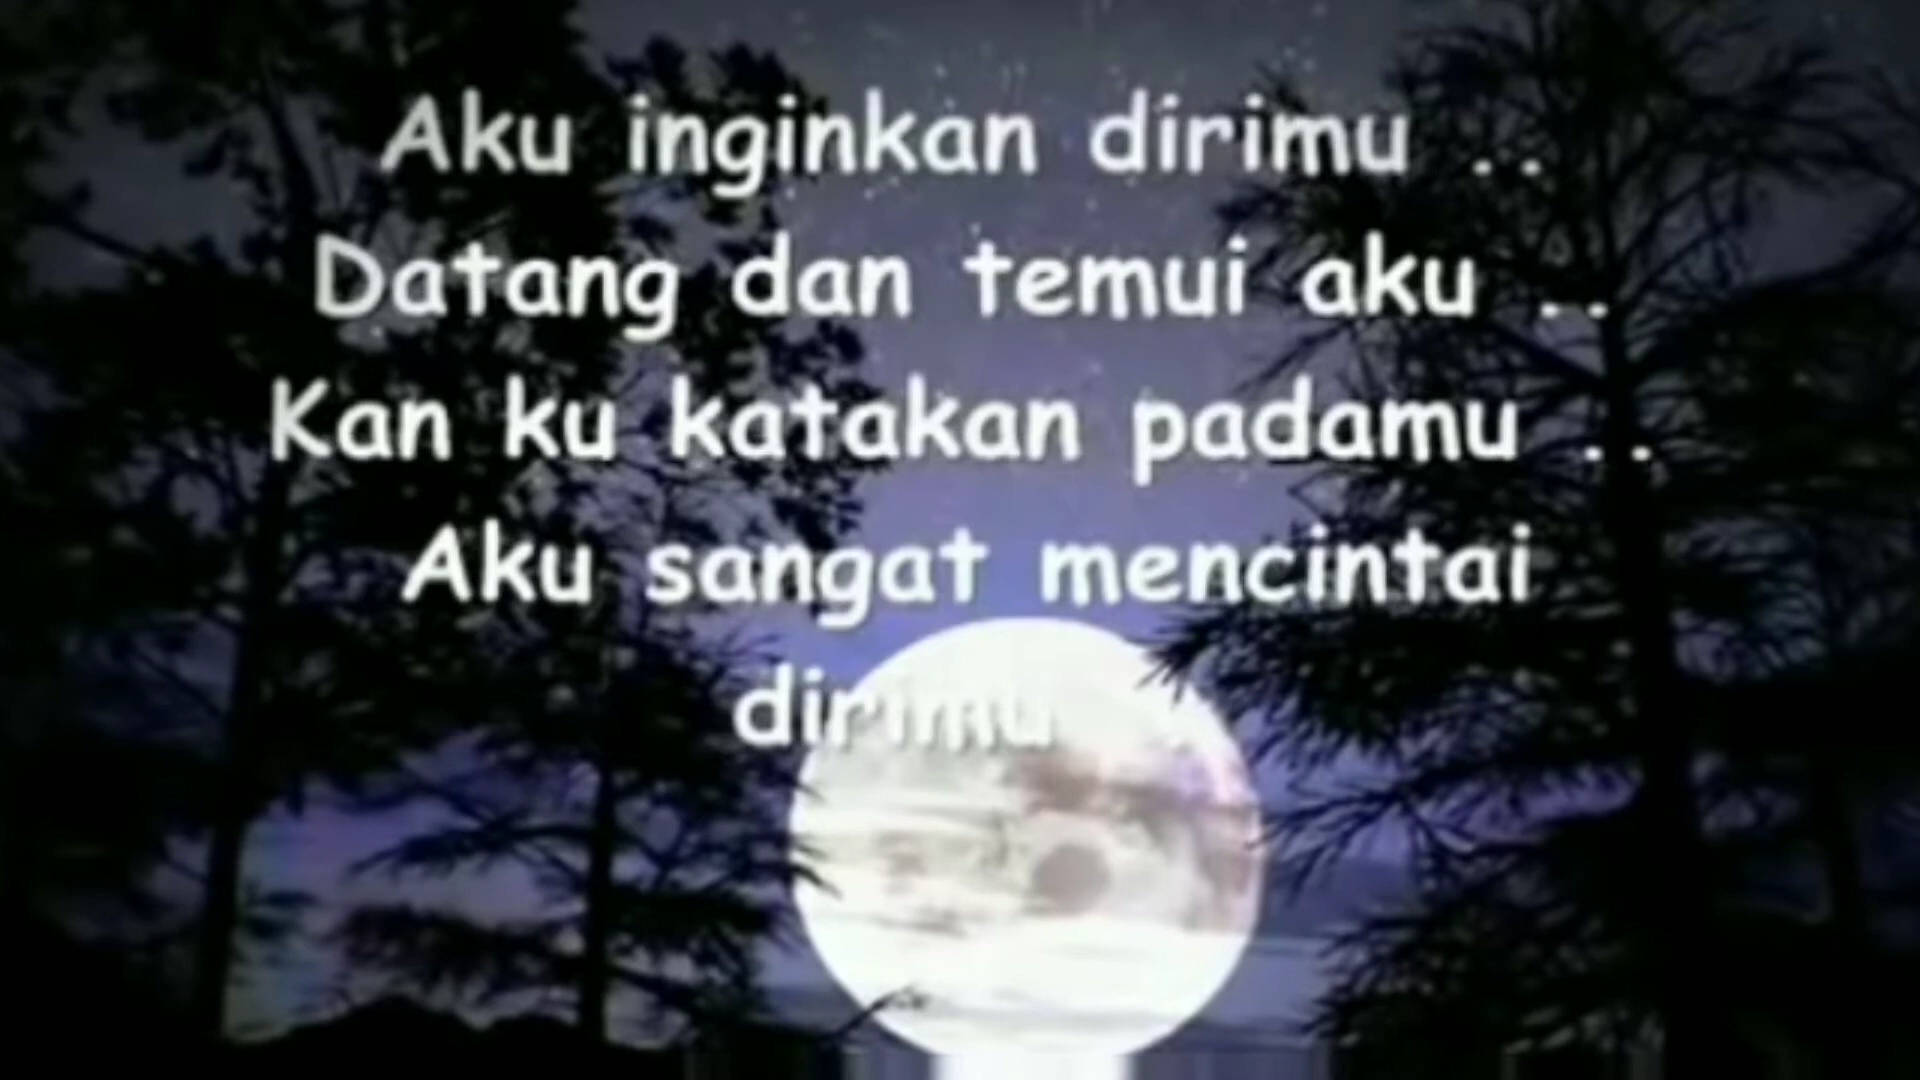 Aku inginkan dirimu ..
Datang dan temui aku ..
Kan ku katakan padamu ..
Aku sangat mencintai
dirimu